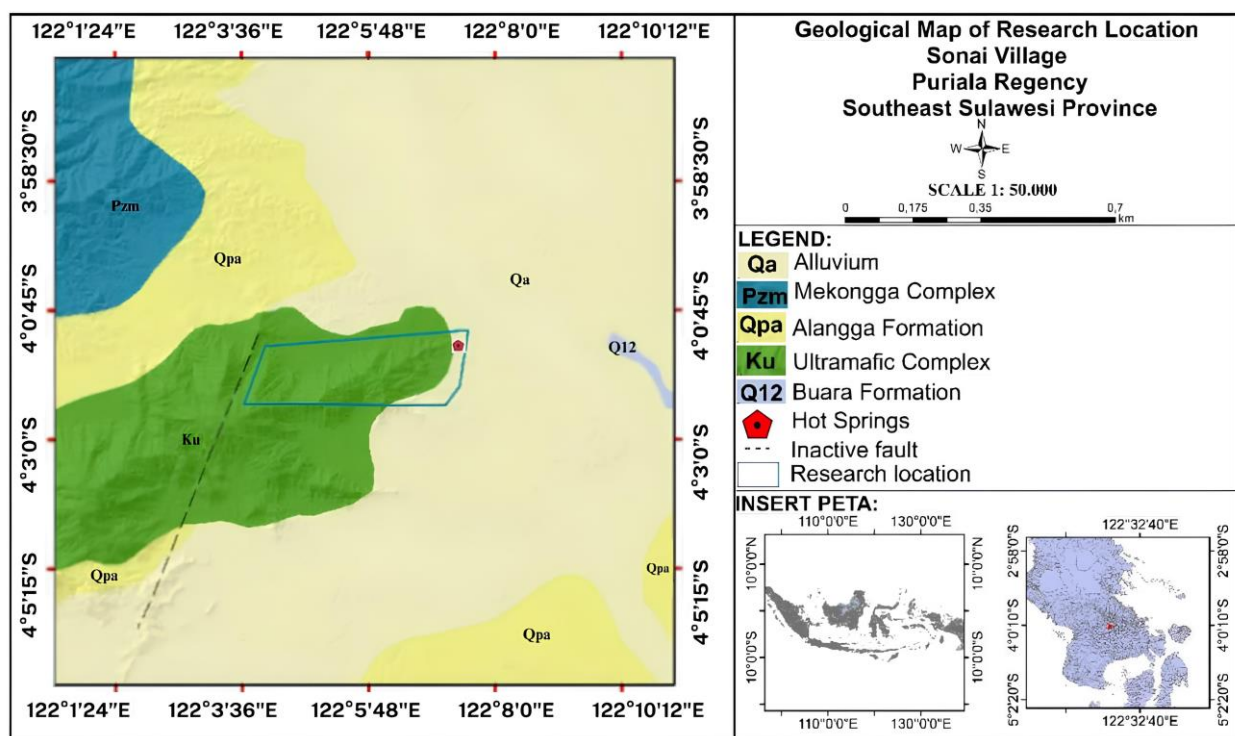 122°1'24"E 122°3'36"E 122°5'48"E 122°8'0"E 122°10'12"E
3°58'30"S
4°0'45"S
4°3'0"S
4°5'15"S
Pzm
Qpa
Qa
Q12
Ku
Qpa
Qpa
Qpa
3°58'30"S
4°0'45"S
4°3'0"S
4°5'15"S
122°1'24"E 122°3'36"E 122°5'48"E 122°8'0"E 122°10'12"E
Geological Map of Research Location
Sonai Village
Puriala Regency
Southeast Sulawesi Province
N
W E
S
SCALE 1: 50.000
0 0,175 0,35 0,7
km
LEGEND:
Qa Alluvium
Pzm Mekongga Complex
Qpa Alangga Formation
Ku Ultramafic Complex
Q12 Buara Formation
Hot Springs
Inactive fault
Research location
INSERT PETA:
110°0'0"E 130°0'0"E
10°0'0"N
10°0'0"S
10°0'0"N
10°0'0"S
110°0'0"E 130°0'0"E
122°32'40"E
2°58'0"S
4°0'10"S
5°2'20"S
2°58'0"S
4°0'10"S
5°2'20"S
122°32'40"E